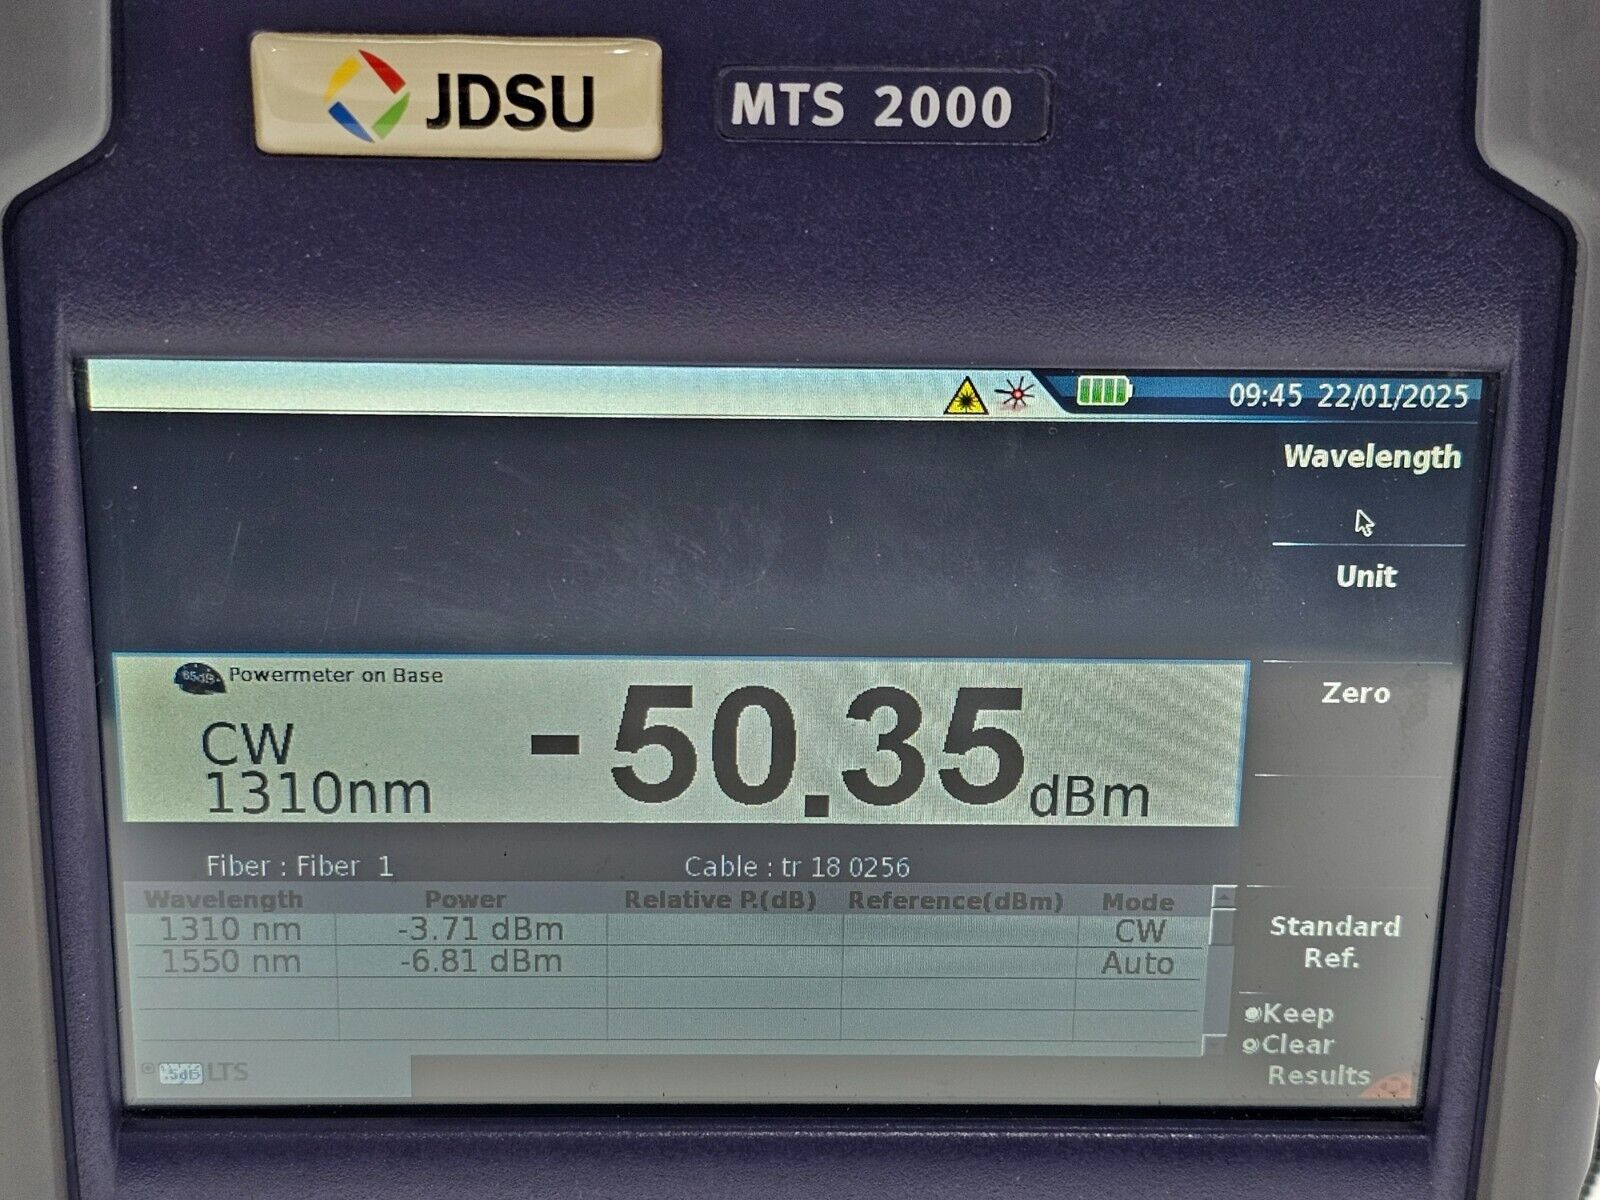 JDSU MTS 2000
09:45 22/01/2025
Wavelength
Unit
Powermeter on Base
CW
1310nm
-50.35 dBm
Zero
Fiber : Fiber 1 Cable : tr 18 0256
Wavelength Power Relative P.(dB) Reference(dBm) Mode
1310 nm -3.71 dBm CW
1550 nm -6.81 dBm Auto
Standard
Ref.
Keep
Clear
Results
LTS